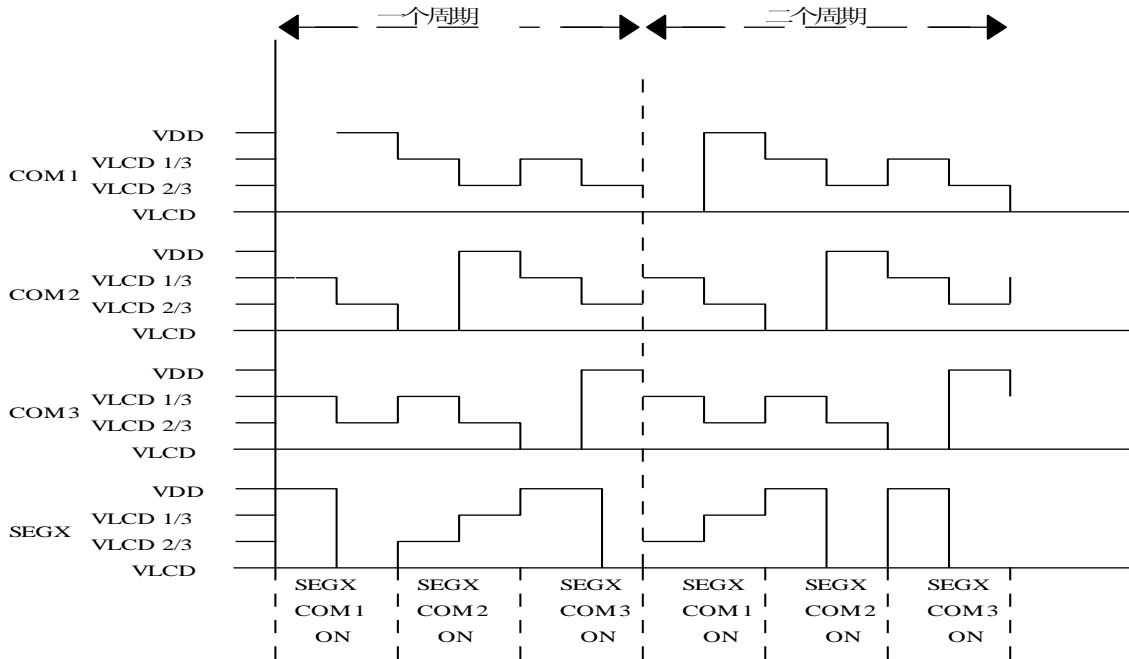 一个周期 二个周期
VDD
VLCD 1/3
COM1
VLCD 2/3
VLCD
VDD
VLCD 1/3
COM2
VLCD 2/3
VLCD
VDD
VLCD 1/3
COM3
VLCD 2/3
VLCD
VDD
VLCD 1/3
SEGX
VLCD 2/3
VLCD
SEGX SEGX SEGX SEGX SEGX SEGX
COM1 COM2 COM3 COM1 COM2 COM3
ON ON ON ON ON ON